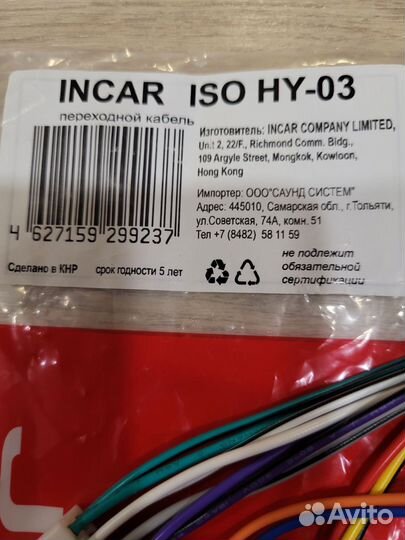 INCAR ISO HY-03
переходной кабель
Изготовитель: INCAR COMPANY LIMITED,
Unit 2, 22/F., Richmond Comm. Bldg.,
109 Argyle Street, Mongkok, Kowloon,
Hong Kong
Импортер: ООО"САУНД СИСТЕМ"
Адрес: 445010, Самарская обл., г.Тольяти,
ул.Советская, 74А, комн. 51
Тел +7 (8482) 58 11 59
4 627159 299237
Сделано в КНР срок годности 5 лет
не подлежит
обязательной
сертификации
Avito